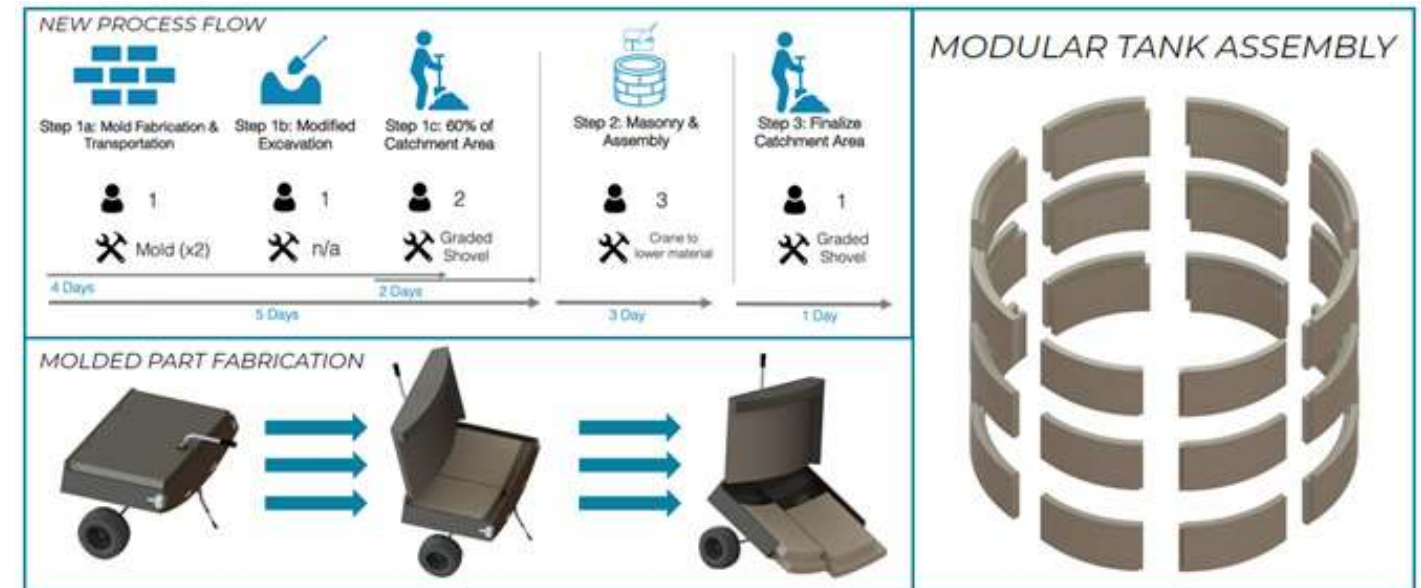 NEW PROCESS FLOW
Step 1a: Mold Fabrication &
Transportation
1
Mold (x2)
Step 1b: Modified
Excavation
1
n/a
Step 1c: 60% of
Catchment Area
2
Graded
Shovel
Step 2: Masonry &
Assembly
3
Crane to
lower material
Step 3: Finalize
Catchment Area
1
Graded
Shovel
4 Days
2 Days
5 Days
3 Day
1 Day
MOLDED PART FABRICATION
MODULAR TANK ASSEMBLY